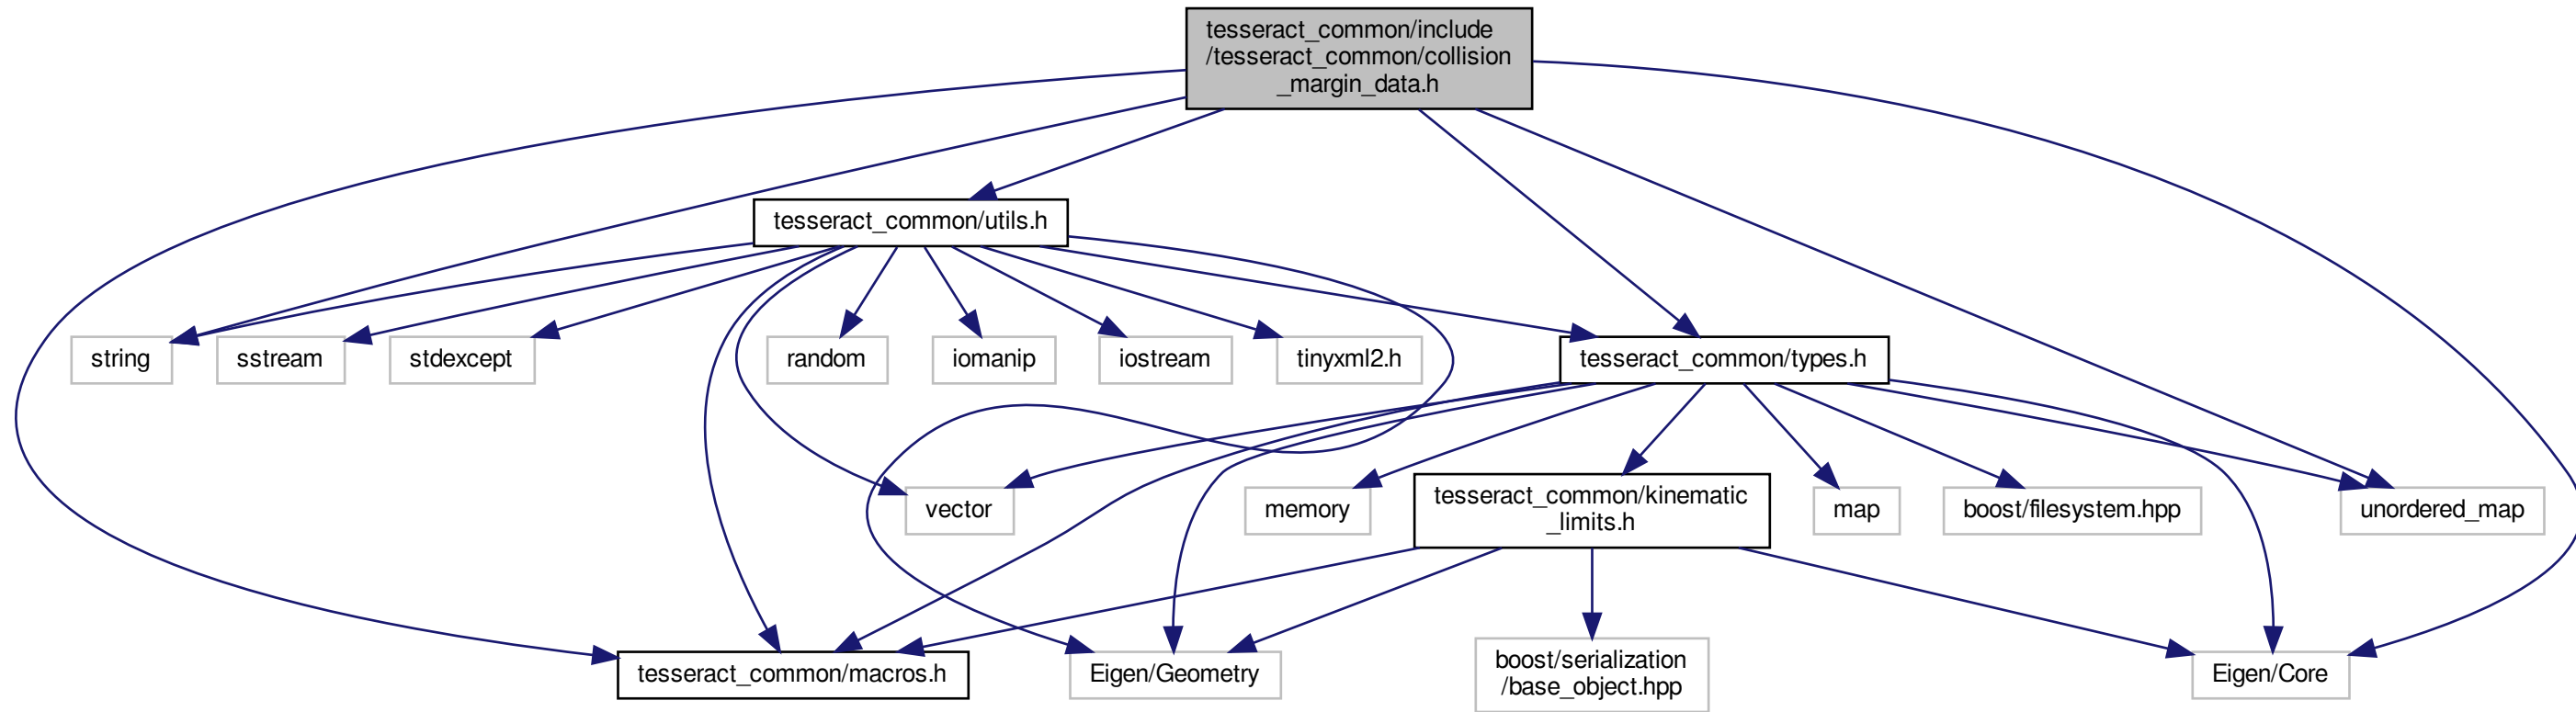 tesseract_common/include
/tesseract_common/collision
_margin_data.h
tesseract_common/utils.h
string
sstream
stdexcept
random
iomanip
iostream
tinyxml2.h
tesseract_common/types.h
vector
memory
tesseract_common/kinematic
_limits.h
map
boost/filesystem.hpp
unordered_map
tesseract_common/macros.h
Eigen/Geometry
boost/serialization
/base_object.hpp
Eigen/Core